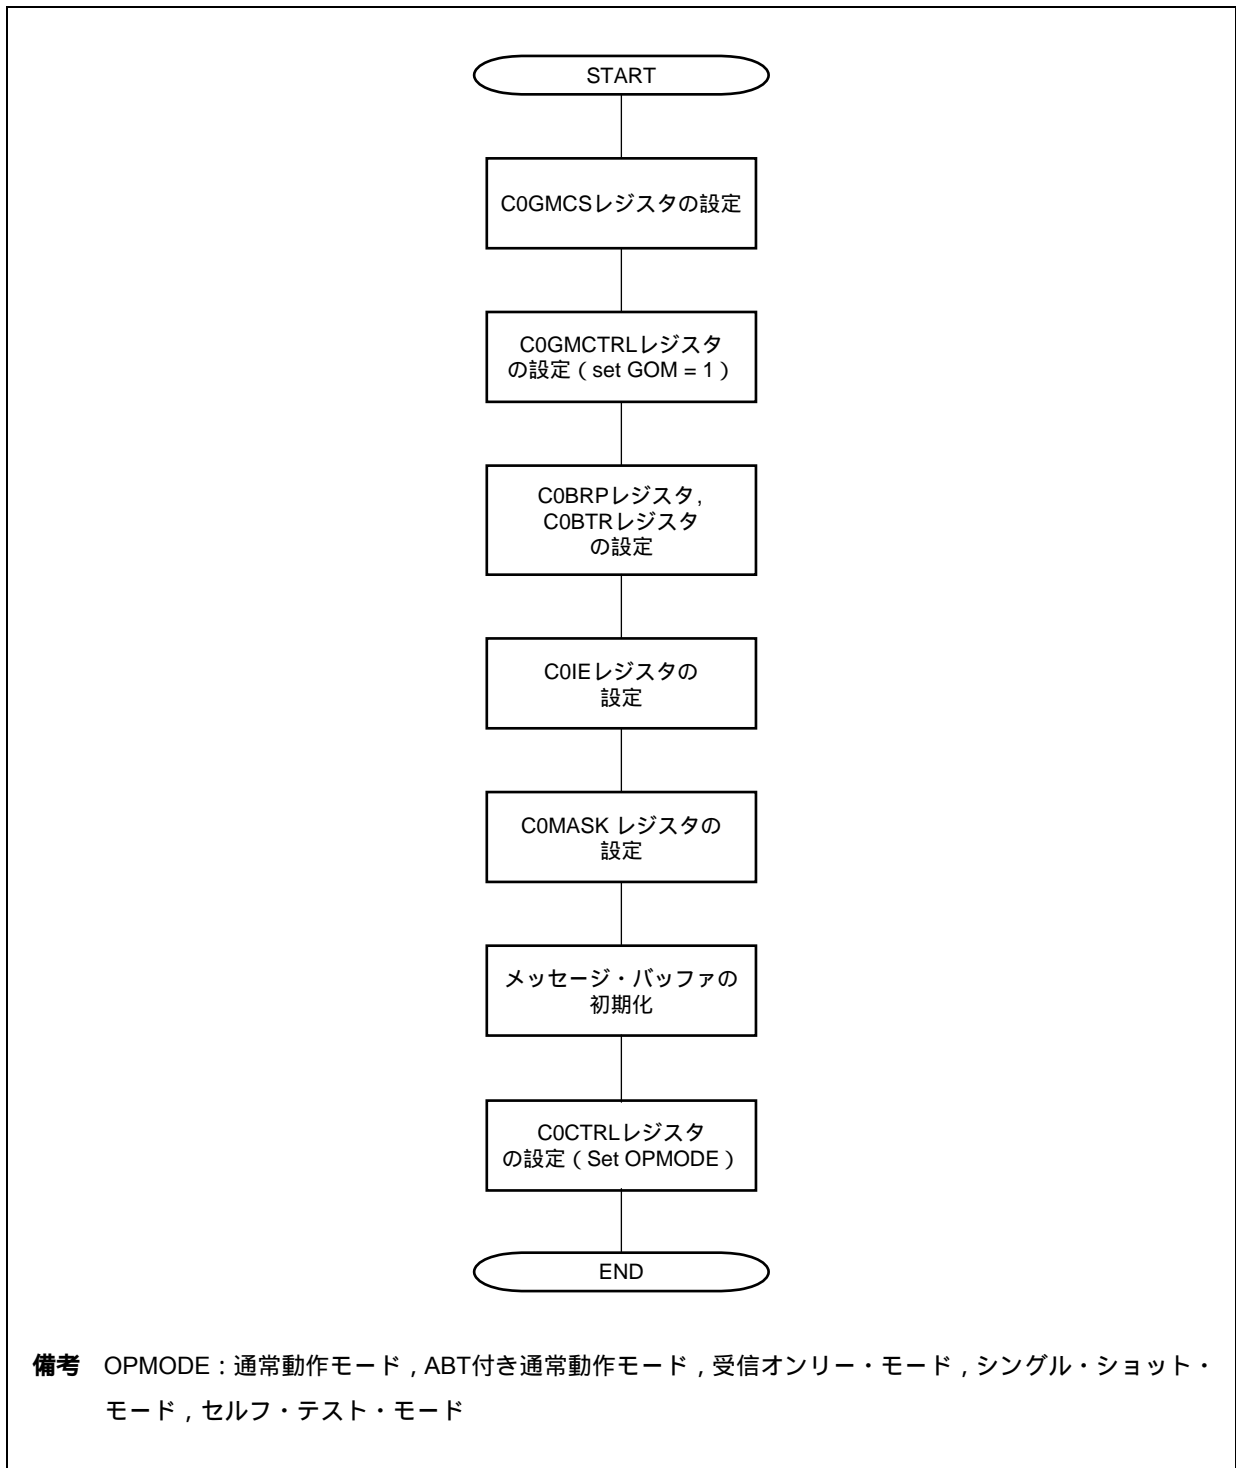 START
C0GMCSレジスタの設定
C0GMCTRLレジスタ
の設定（set GOM = 1）
C0BRPレジスタ,
C0BTRレジスタ
の設定
C0IEレジスタの
設定
C0MASK レジスタの
設定
メッセージ・バッファの
初期化
C0CTRLレジスタ
の設定（Set OPMODE）
END
備考 OPMODE：通常動作モード，ABT付き通常動作モード，受信オンリー・モード，シングル・ショット・
モード，セルフ・テスト・モード